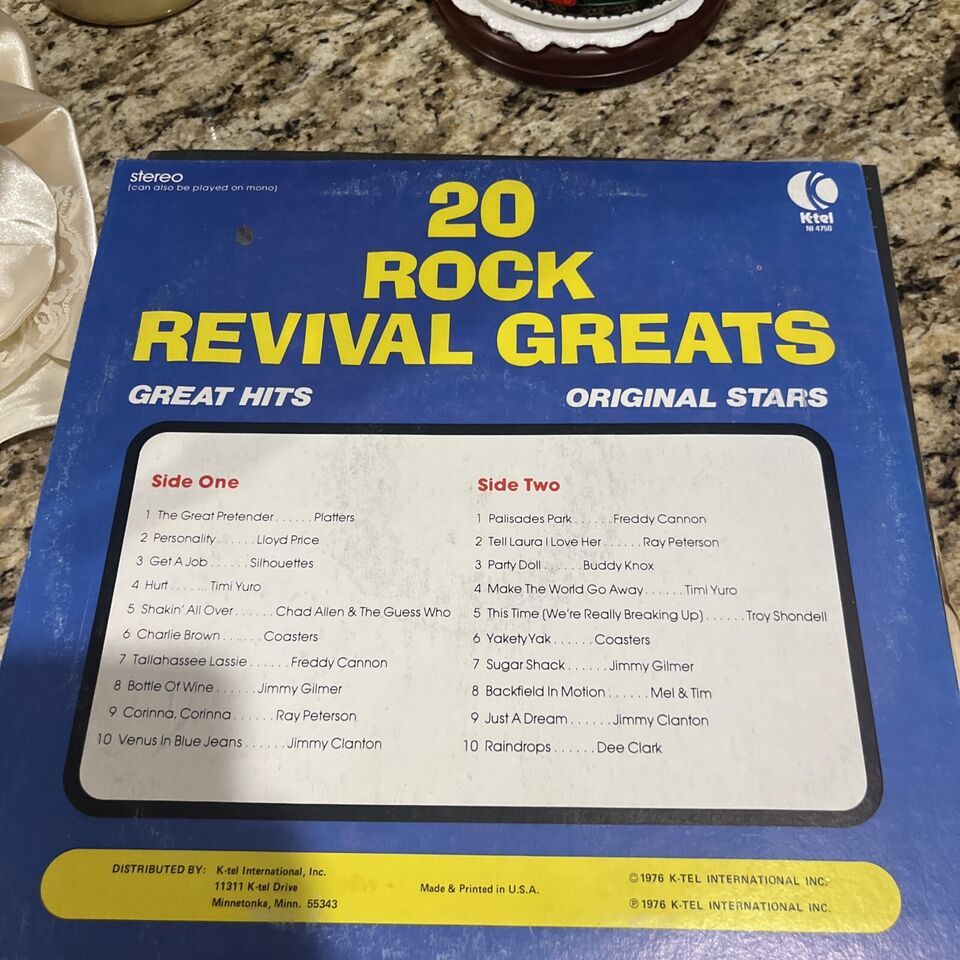 stereo
(can also be played on mono)
K-tel
NI 4750
20
ROCK
REVIVAL GREATS
GREAT HITS
ORIGINAL STARS
Side One
1 The Great Pretender......Platters
2 Personality......Lloyd Price
3 Get A Job......Silhouettes
4 Hurt......Timi Yuro
5 Shakin' All Over......Chad Allen & The Guess Who
6 Charlie Brown......Coasters
7 Tallahassee Lassie......Freddy Cannon
8 Bottle Of Wine......Jimmy Gilmer
9 Corinna, Corinna......Ray Peterson
10 Venus In Blue Jeans......Jimmy Clanton
Side Two
1 Palisades Park......Freddy Cannon
2 Tell Laura I Love Her......Ray Peterson
3 Party Doll......Buddy Knox
4 Make The World Go Away......Timi Yuro
5 This Time (We're Really Breaking Up)......Troy Shondell
6 Yakety Yak......Coasters
7 Sugar Shack......Jimmy Gilmer
8 Backfield In Motion......Mel & Tim
9 Just A Dream......Jimmy Clanton
10 Raindrops......Dee Clark
DISTRIBUTED BY: K-tel International, Inc.
11311 K-tel Drive
Minnetonka, Minn. 55343
Made & Printed in U.S.A.
© 1976 K-TEL INTERNATIONAL INC.
℗ 1976 K-TEL INTERNATIONAL INC.